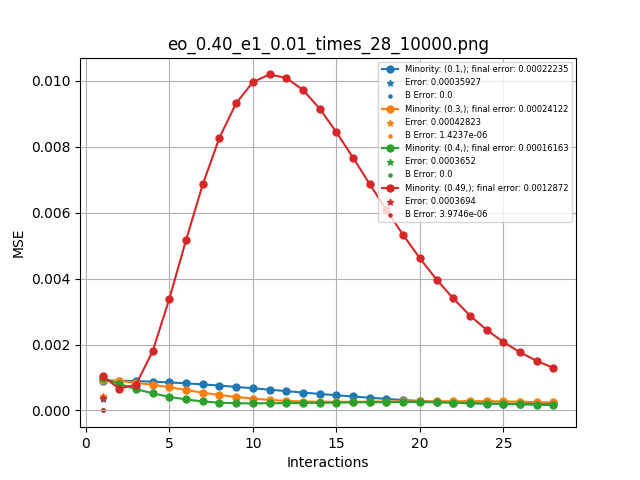 eo_0.40_e1_0.01_times_28_10000.png
Minority: (0.1,); final error: 0.00022235
Error: 0.00035927
B Error: 0.0
Minority: (0.3,); final error: 0.00024122
Error: 0.00042823
B Error: 1.4237e-06
Minority: (0.4,); final error: 0.00016163
Error: 0.0003652
B Error: 0.0
Minority: (0.49,); final error: 0.0012872
Error: 0.0003694
B Error: 3.9746e-06
MSE
0.010
0.008
0.006
0.004
0.002
0.000
0 5 10 15 20 25
Interactions